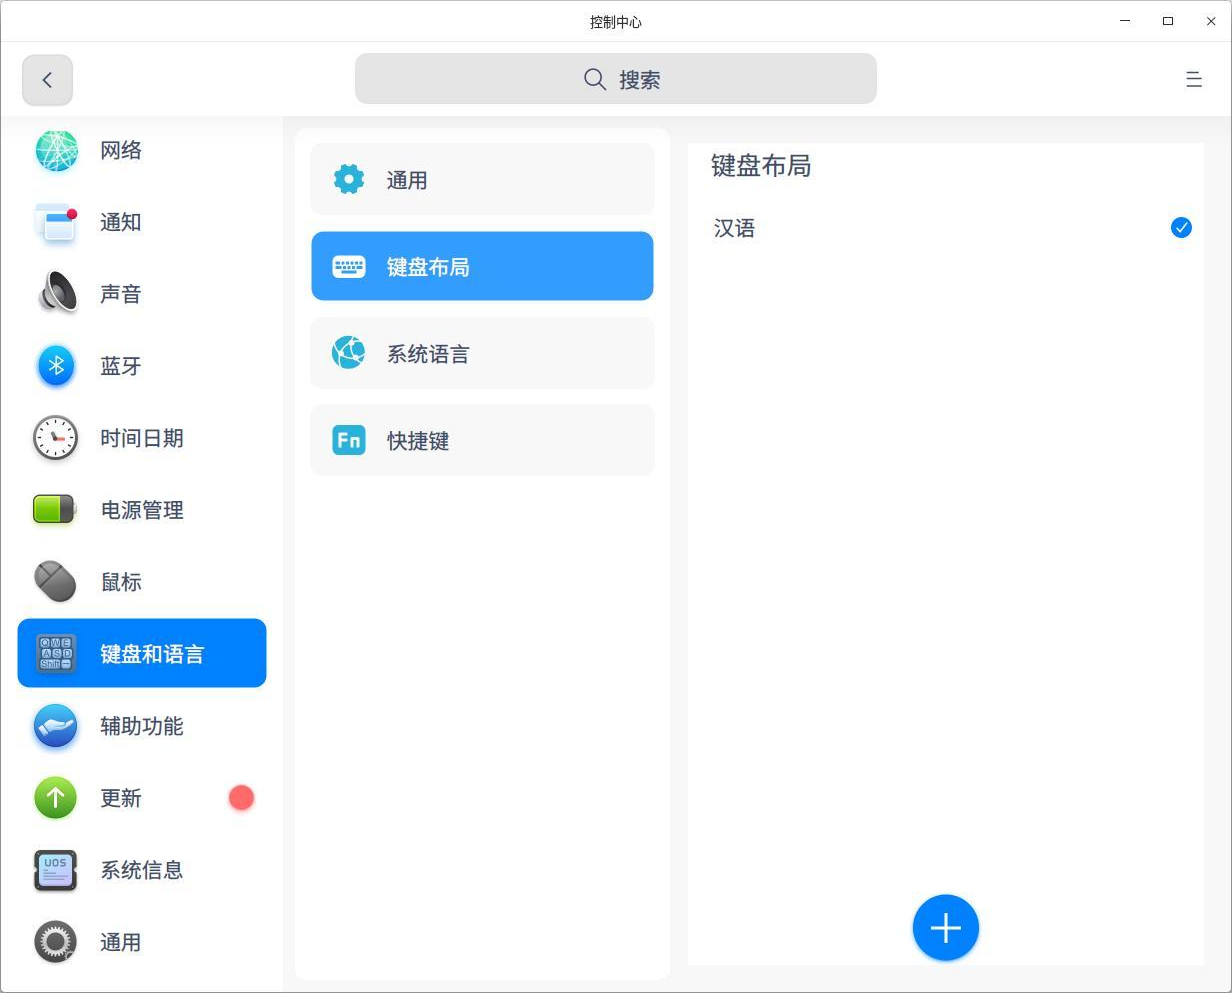 控制中心
搜索
网络
通知
声音
蓝牙
时间日期
电源管理
鼠标
键盘和语言
辅助功能
更新
系统信息
通用
通用
键盘布局
系统语言
Fn
快捷键
键盘布局
汉语
Q W E
A S D
Shift
UOS